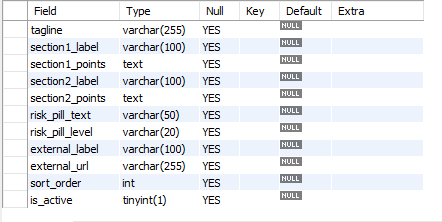 Field Type Null Key Default Extra
tagline varchar(255) YES NULL
section1_label varchar(100) YES NULL
section1_points text YES NULL
section2_label varchar(100) YES NULL
section2_points text YES NULL
risk_pill_text varchar(50) YES NULL
risk_pill_level varchar(20) YES NULL
external_label varchar(100) YES NULL
external_url varchar(255) YES NULL
sort_order int YES NULL
is_active tinyint(1) YES NULL